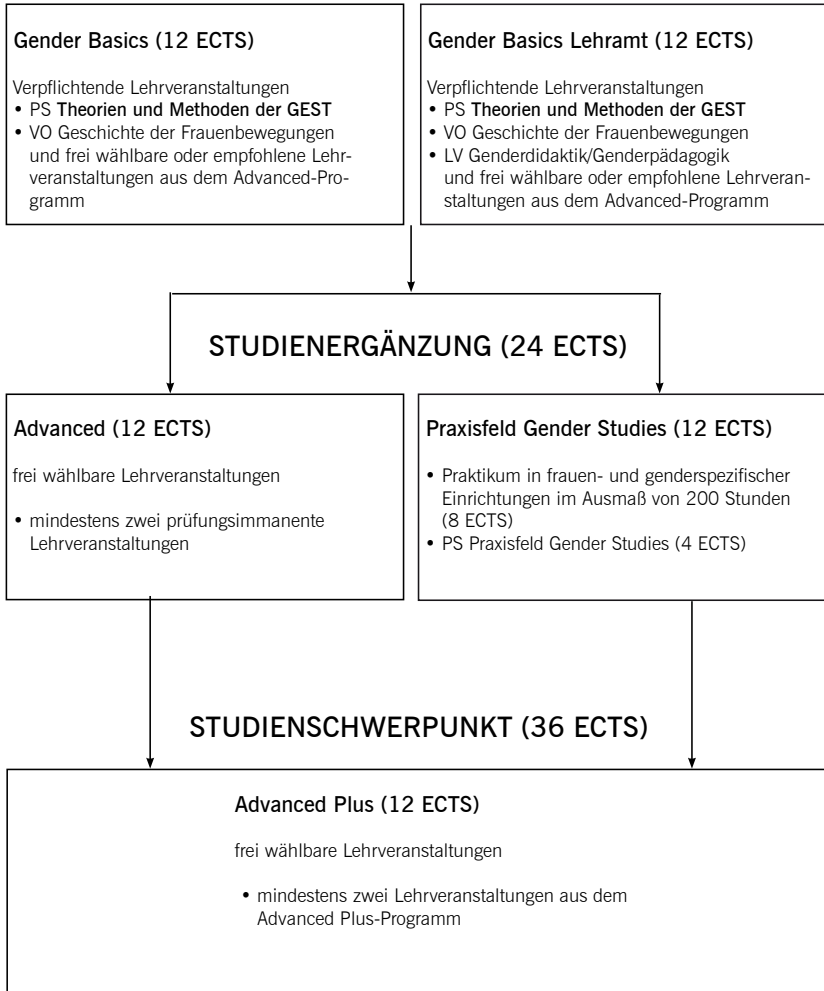 Gender Basics (12 ECTS)
Verpflichtende Lehrveranstaltungen
• PS Theorien und Methoden der GEST
• VO Geschichte der Frauenbewegungen
und frei wählbare oder empfohlene Lehr-
veranstaltungen aus dem Advanced-Pro-
gramm
Gender Basics Lehramt (12 ECTS)
Verpflichtende Lehrveranstaltungen
• PS Theorien und Methoden der GEST
• VO Geschichte der Frauenbewegungen
• LV Genderdidaktik/Genderpädagogik
und frei wählbare oder empfohlene Lehrveran-
staltungen aus dem Advanced-Programm
STUDIENERGÄNZUNG (24 ECTS)
Advanced (12 ECTS)
frei wählbare Lehrveranstaltungen
• mindestens zwei prüfungsimmanente
Lehrveranstaltungen
Praxisfeld Gender Studies (12 ECTS)
• Praktikum in frauen- und genderspezifischer
Einrichtungen im Ausmaß von 200 Stunden
(8 ECTS)
• PS Praxisfeld Gender Studies (4 ECTS)
STUDIENSCHWERPUNKT (36 ECTS)
Advanced Plus (12 ECTS)
frei wählbare Lehrveranstaltungen
• mindestens zwei Lehrveranstaltungen aus dem
Advanced Plus-Programm